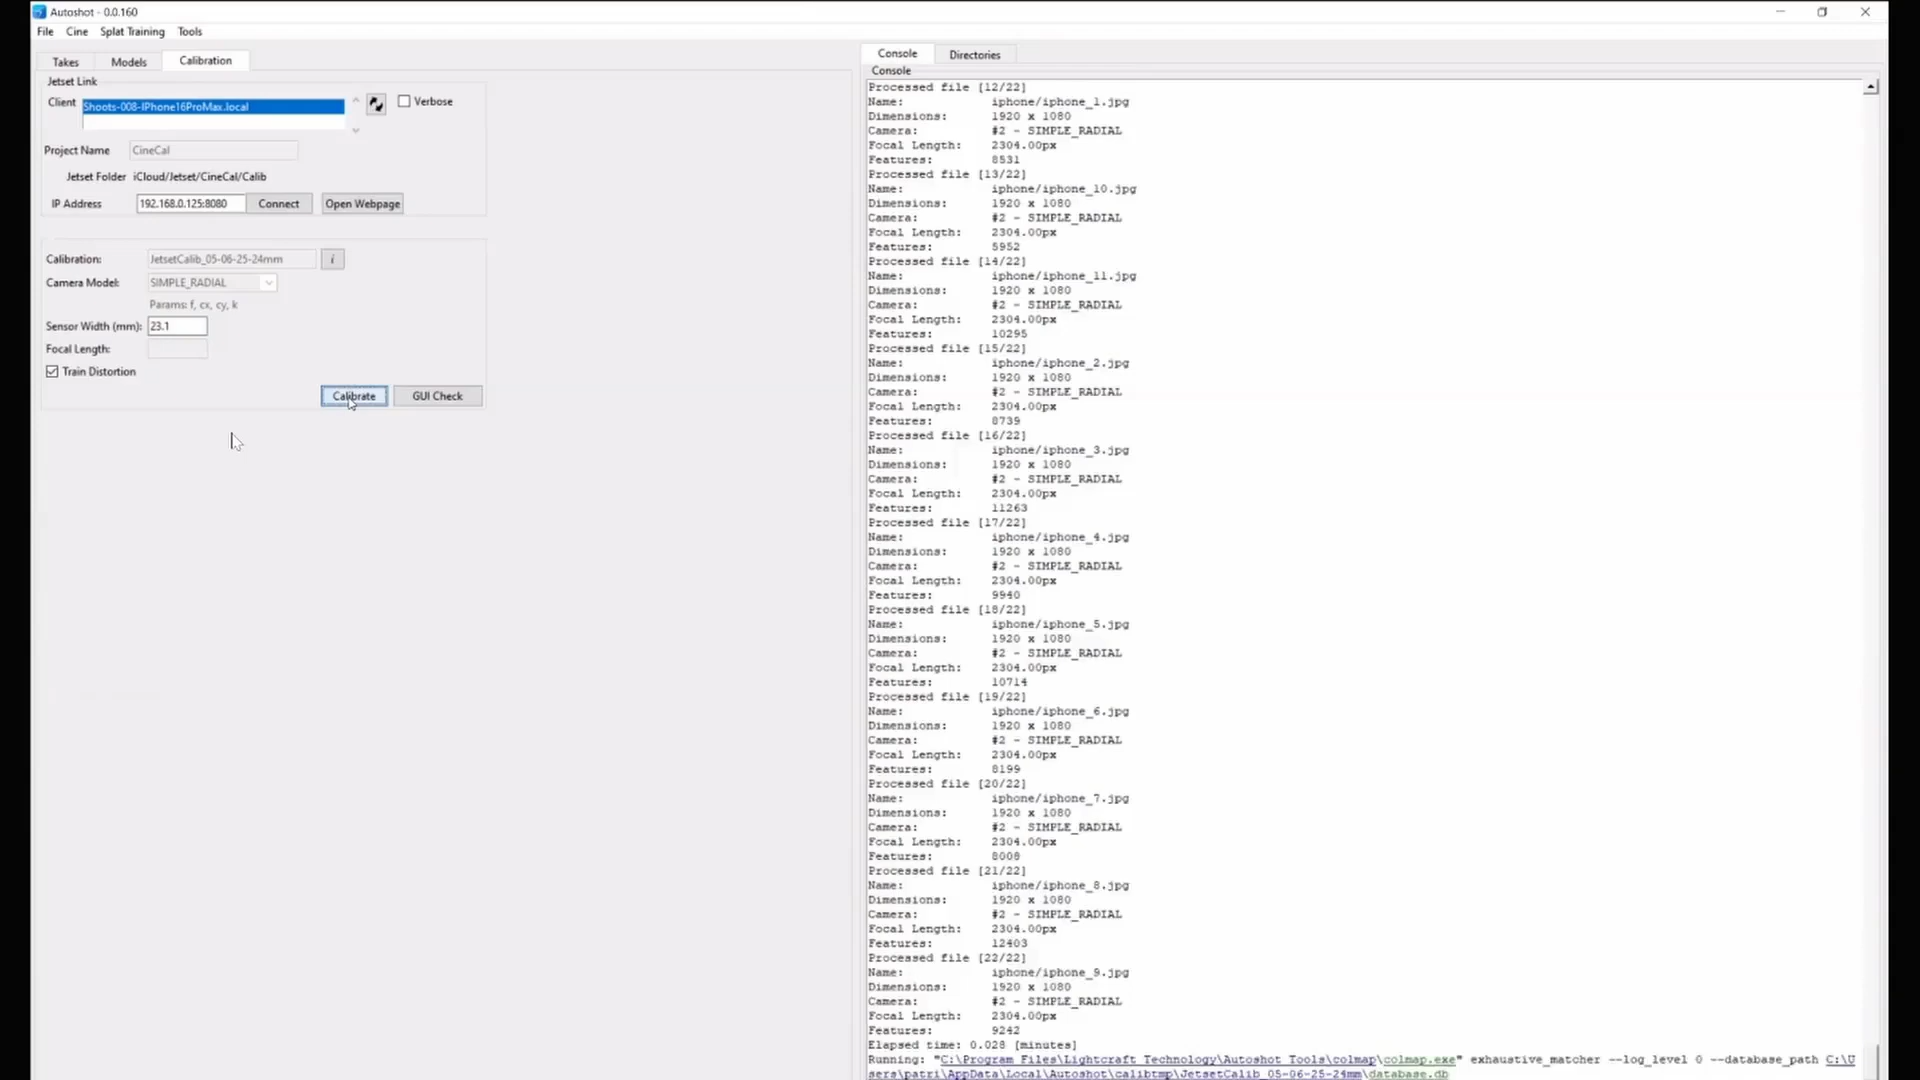 Autoshot - 0.0.160
File Cine Splat Training Tools
Takes Models Calibration
Jetset Link
Client Shoots-008-IPhone16ProMax.local Verbose
Project Name CineCal
Jetset Folder iCloud/Jetset/CineCal/Calib
IP Address 192.168.0.125:8080 Connect Open Webpage
Calibration: JetsetCalib_05-06-25-24mm i
Camera Model: SIMPLE_RADIAL
Params: f, cx, cy, k
Sensor Width (mm): 23.1
Focal Length:
Train Distortion
Calibrate GUI Check
Console Directories
Console
Processed file [12/22]
Name: iphone/iphone_1.jpg
Dimensions: 1920 x 1080
Camera: #2 - SIMPLE_RADIAL
Focal Length: 2304.00px
Features: 8531
Processed file [13/22]
Name: iphone/iphone_10.jpg
Dimensions: 1920 x 1080
Camera: #2 - SIMPLE_RADIAL
Focal Length: 2304.00px
Features: 5952
Processed file [14/22]
Name: iphone/iphone_11.jpg
Dimensions: 1920 x 1080
Camera: #2 - SIMPLE_RADIAL
Focal Length: 2304.00px
Features: 10295
Processed file [15/22]
Name: iphone/iphone_2.jpg
Dimensions: 1920 x 1080
Camera: #2 - SIMPLE_RADIAL
Focal Length: 2304.00px
Features: 8739
Processed file [16/22]
Name: iphone/iphone_3.jpg
Dimensions: 1920 x 1080
Camera: #2 - SIMPLE_RADIAL
Focal Length: 2304.00px
Features: 11263
Processed file [17/22]
Name: iphone/iphone_4.jpg
Dimensions: 1920 x 1080
Camera: #2 - SIMPLE_RADIAL
Focal Length: 2304.00px
Features: 9940
Processed file [18/22]
Name: iphone/iphone_5.jpg
Dimensions: 1920 x 1080
Camera: #2 - SIMPLE_RADIAL
Focal Length: 2304.00px
Features: 10714
Processed file [19/22]
Name: iphone/iphone_6.jpg
Dimensions: 1920 x 1080
Camera: #2 - SIMPLE_RADIAL
Focal Length: 2304.00px
Features: 8199
Processed file [20/22]
Name: iphone/iphone_7.jpg
Dimensions: 1920 x 1080
Camera: #2 - SIMPLE_RADIAL
Focal Length: 2304.00px
Features: 8008
Processed file [21/22]
Name: iphone/iphone_8.jpg
Dimensions: 1920 x 1080
Camera: #2 - SIMPLE_RADIAL
Focal Length: 2304.00px
Features: 12403
Processed file [22/22]
Name: iphone/iphone_9.jpg
Dimensions: 1920 x 1080
Camera: #2 - SIMPLE_RADIAL
Focal Length: 2304.00px
Features: 9242
Elapsed time: 0.028 [minutes]
Running: "C:\Program Files\Lightcraft Technology\Autoshot Tools\colmap\colmap.exe" exhaustive_matcher --log_level 0 --database_path C:\U
sers\patri\AppData\Local\Autoshot\calibtmp\JetsetCalib_05-06-25-24mm\database.db